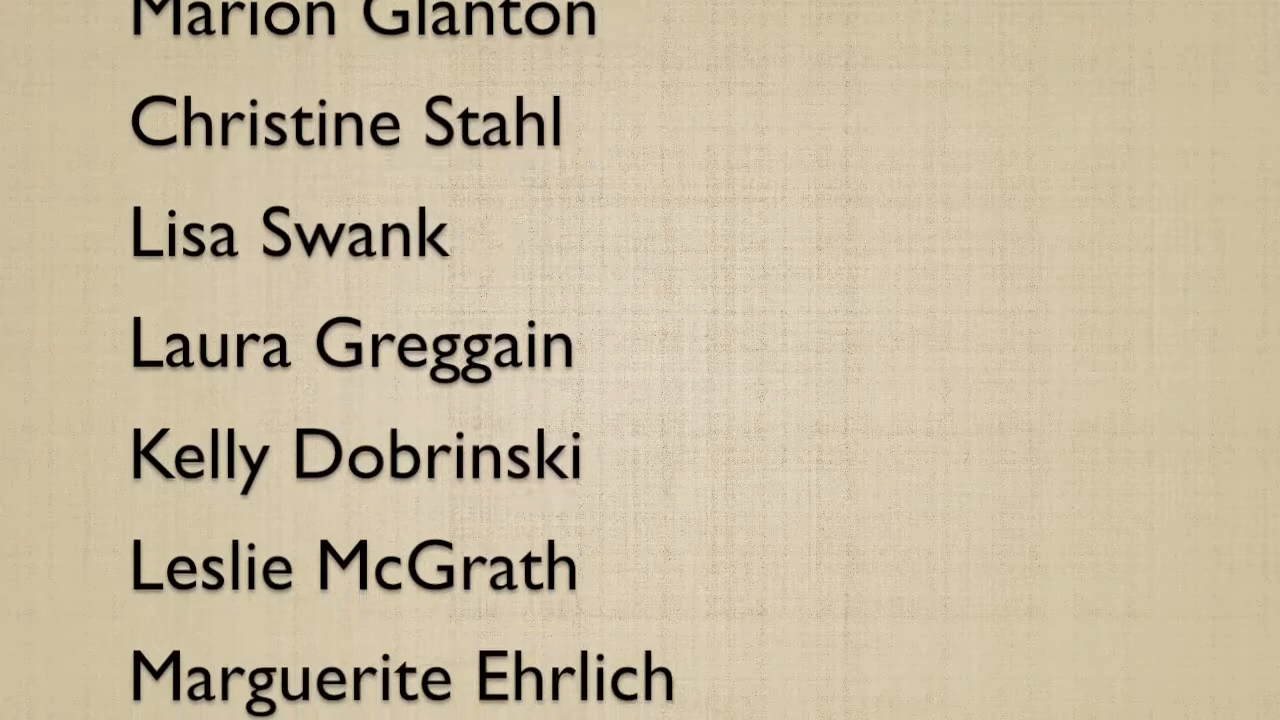 Marion Glanton
Christine Stahl
Lisa Swank
Laura Greggain
Kelly Dobrinski
Leslie McGrath
Marguerite Ehrlich